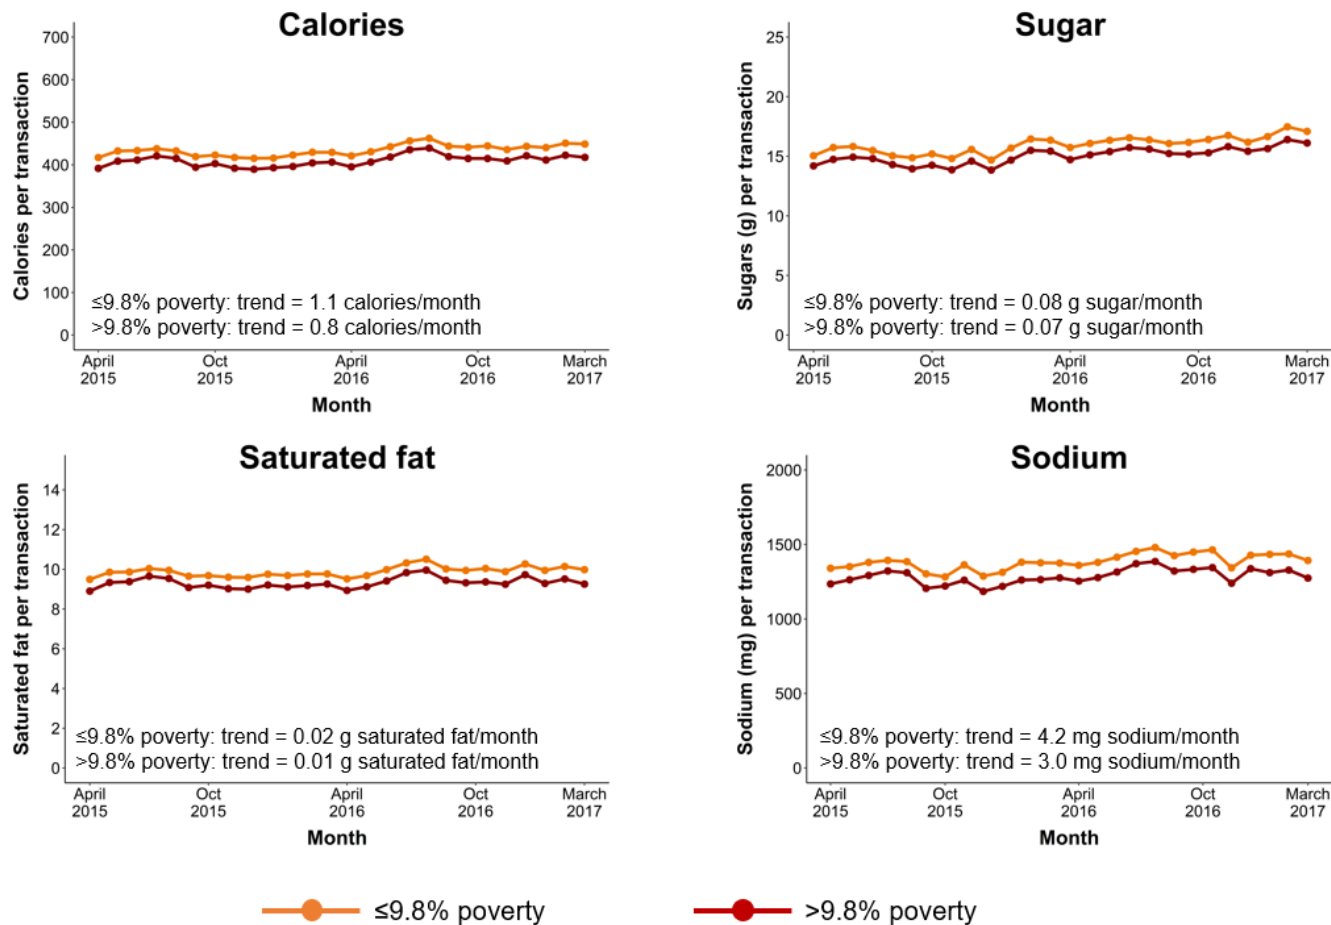 Calories
Calories per transaction
700
600
500
400
300
200
100
0
≤9.8% poverty: trend = 1.1 calories/month
>9.8% poverty: trend = 0.8 calories/month
April
2015
Oct
2015
April
2016
Oct
2016
March
2017
Month
Sugar
Sugars (g) per transaction
25
20
15
10
5
0
≤9.8% poverty: trend = 0.08 g sugar/month
>9.8% poverty: trend = 0.07 g sugar/month
April
2015
Oct
2015
April
2016
Oct
2016
March
2017
Month
Saturated fat
Saturated fat per transaction
14
12
10
8
6
4
2
0
≤9.8% poverty: trend = 0.02 g saturated fat/month
>9.8% poverty: trend = 0.01 g saturated fat/month
April
2015
Oct
2015
April
2016
Oct
2016
March
2017
Month
Sodium
Sodium (mg) per transaction
2000
1500
1000
500
0
≤9.8% poverty: trend = 4.2 mg sodium/month
>9.8% poverty: trend = 3.0 mg sodium/month
April
2015
Oct
2015
April
2016
Oct
2016
March
2017
Month
≤9.8% poverty
>9.8% poverty